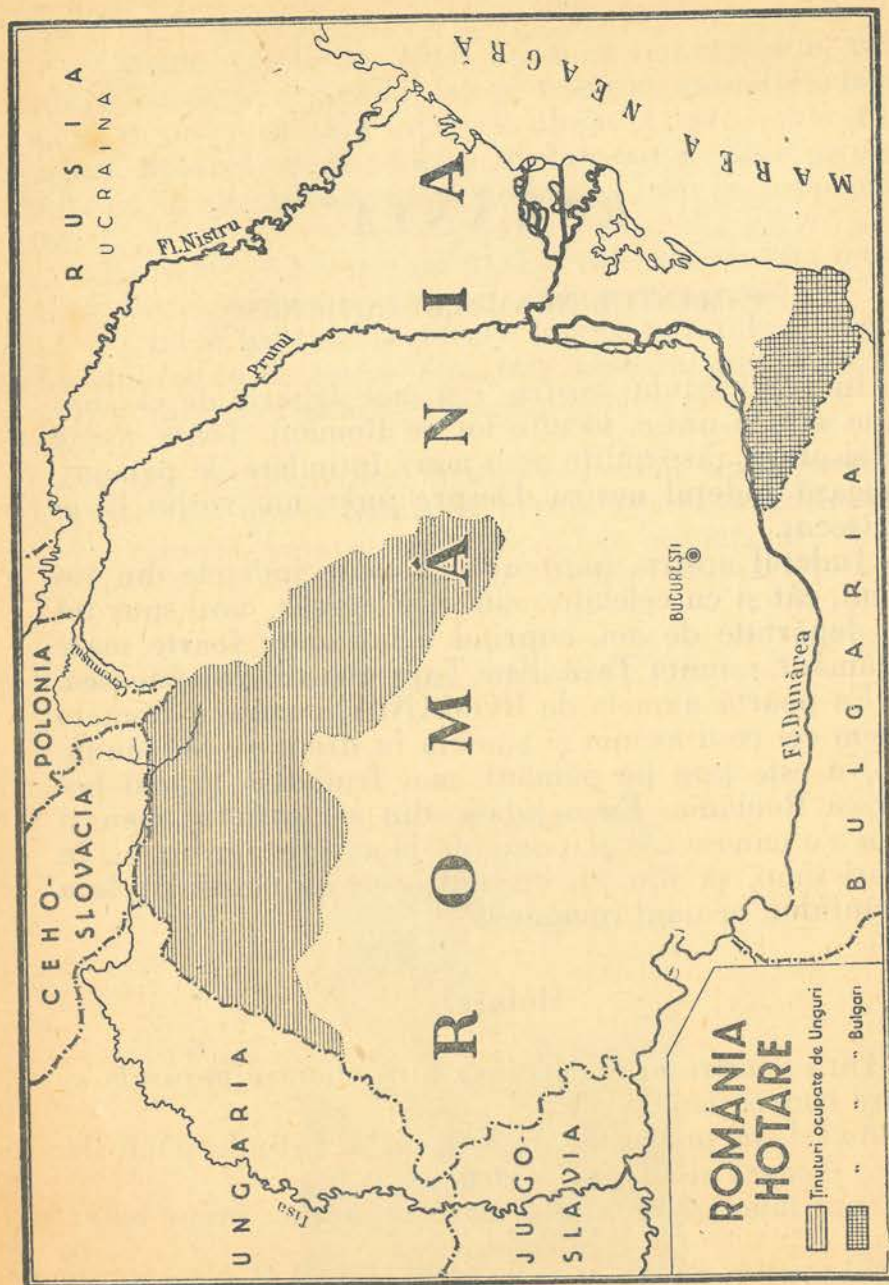 RUSIA
UCRAINA
POLONIA
CEHO-
SLOVACIA
UNGARIA
JUGO-
SLAVIA
BULGARIA
MAREA NEAGRĂ
ROMÂNIA
Fl. Nistru
Prutul
Tisa
Fl. Dunărea
BUCUREȘTI
ROMÂNIA
HOTARE
Ținuturi ocupate de Unguri
" " " Bulgari